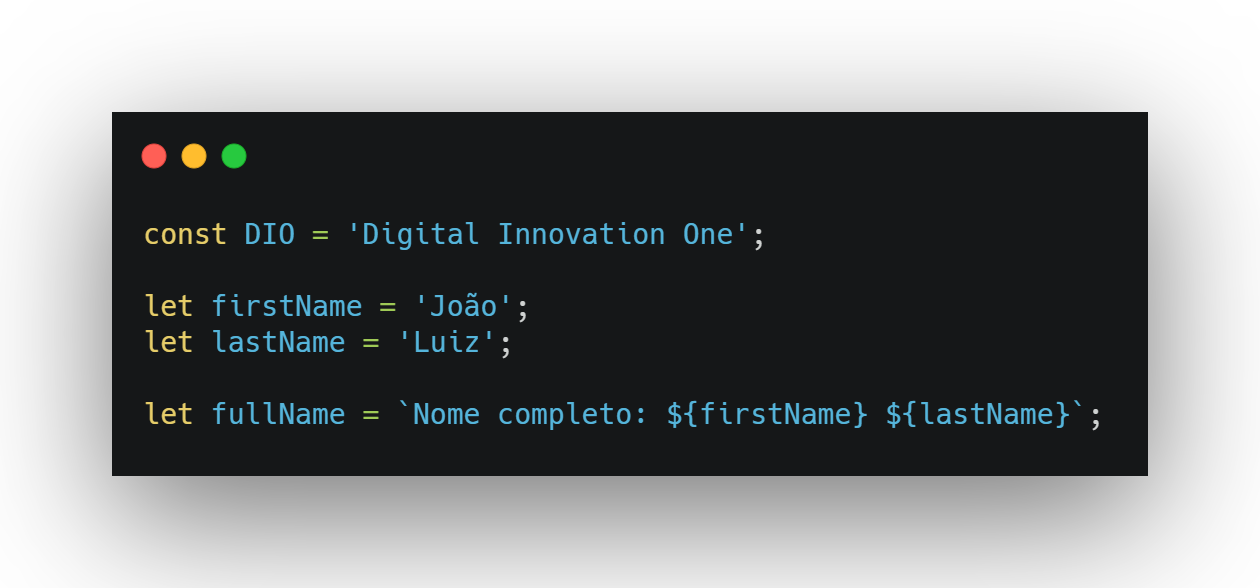 const DIO = 'Digital Innovation One';
let firstName = 'João';
let lastName = 'Luiz';
let fullName = `Nome completo: ${firstName} ${lastName}`;